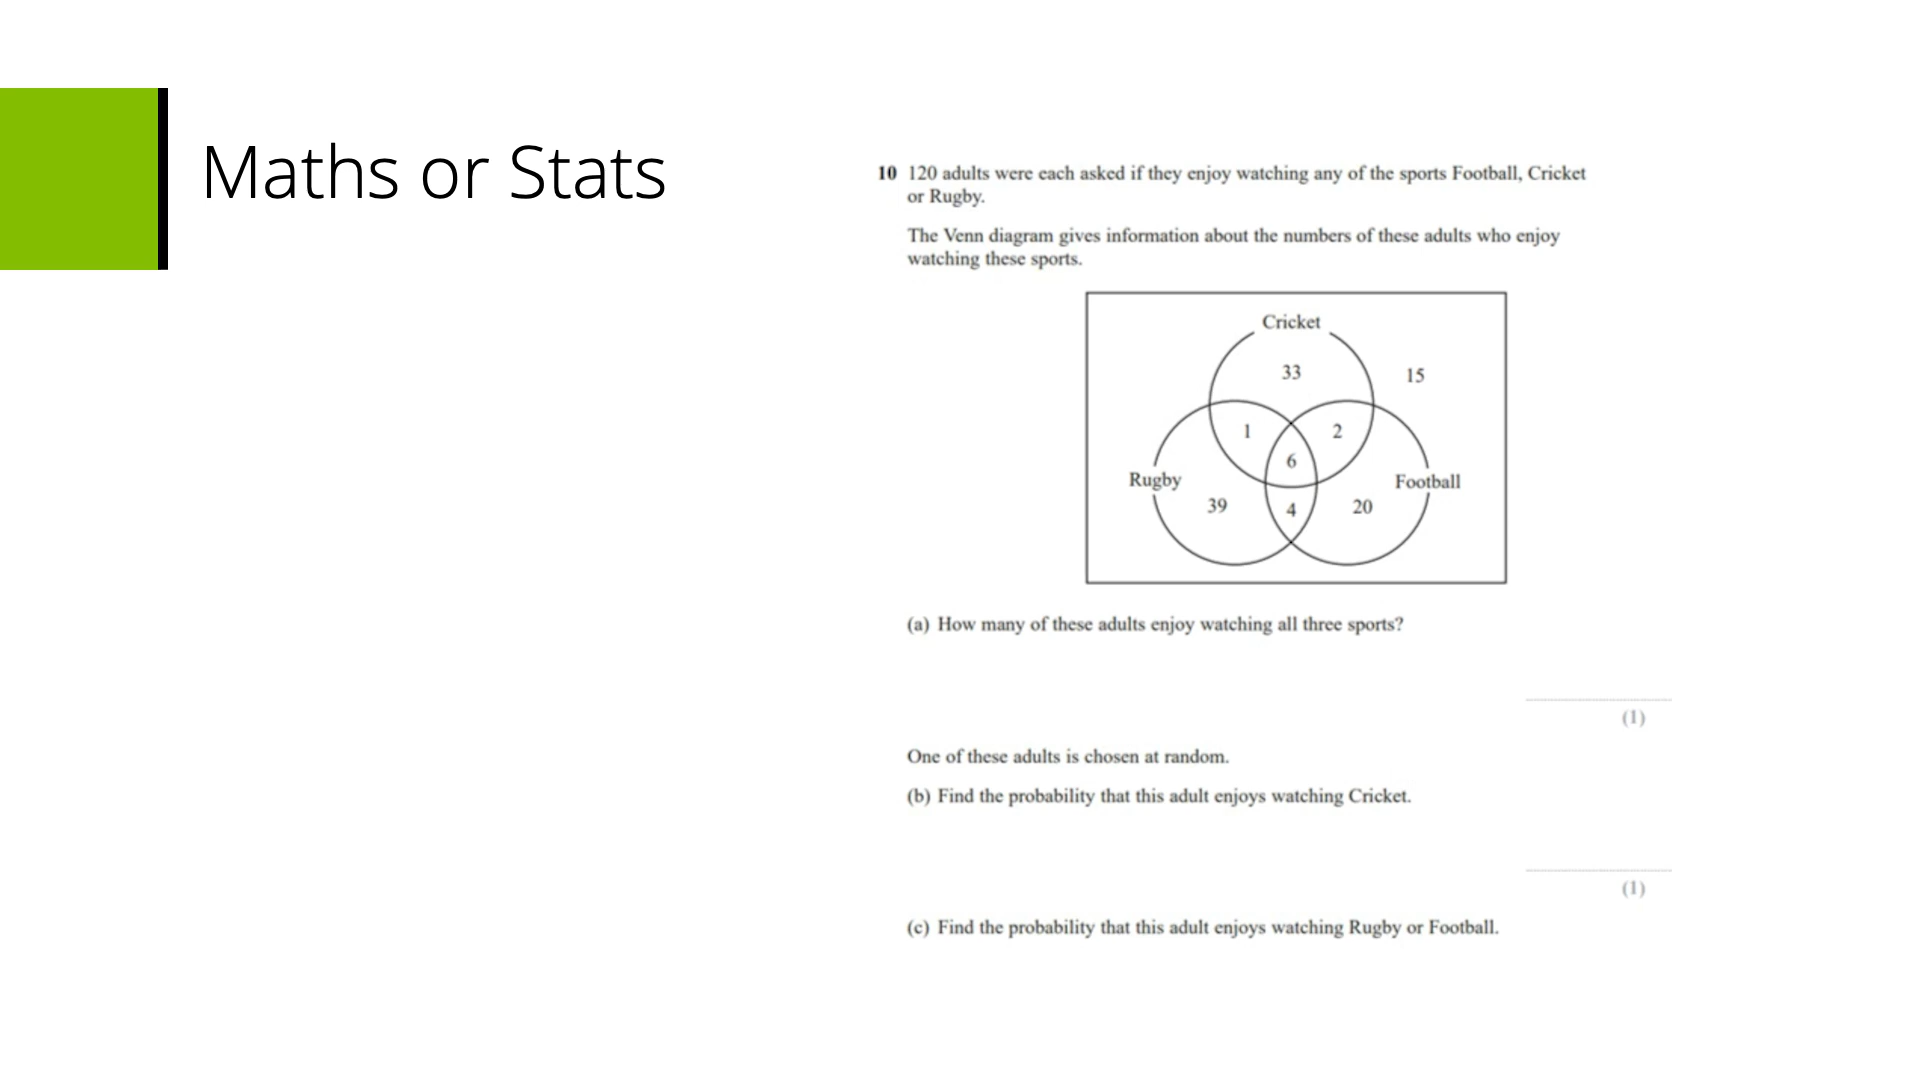 Maths or Stats
10 120 adults were each asked if they enjoy watching any of the sports Football, Cricket
or Rugby.
The Venn diagram gives information about the numbers of these adults who enjoy
watching these sports.
Cricket
33
15
1
2
6
Rugby
Football
39
4
20
(a) How many of these adults enjoy watching all three sports?
(1)
One of these adults is chosen at random.
(b) Find the probability that this adult enjoys watching Cricket.
(1)
(c) Find the probability that this adult enjoys watching Rugby or Football.